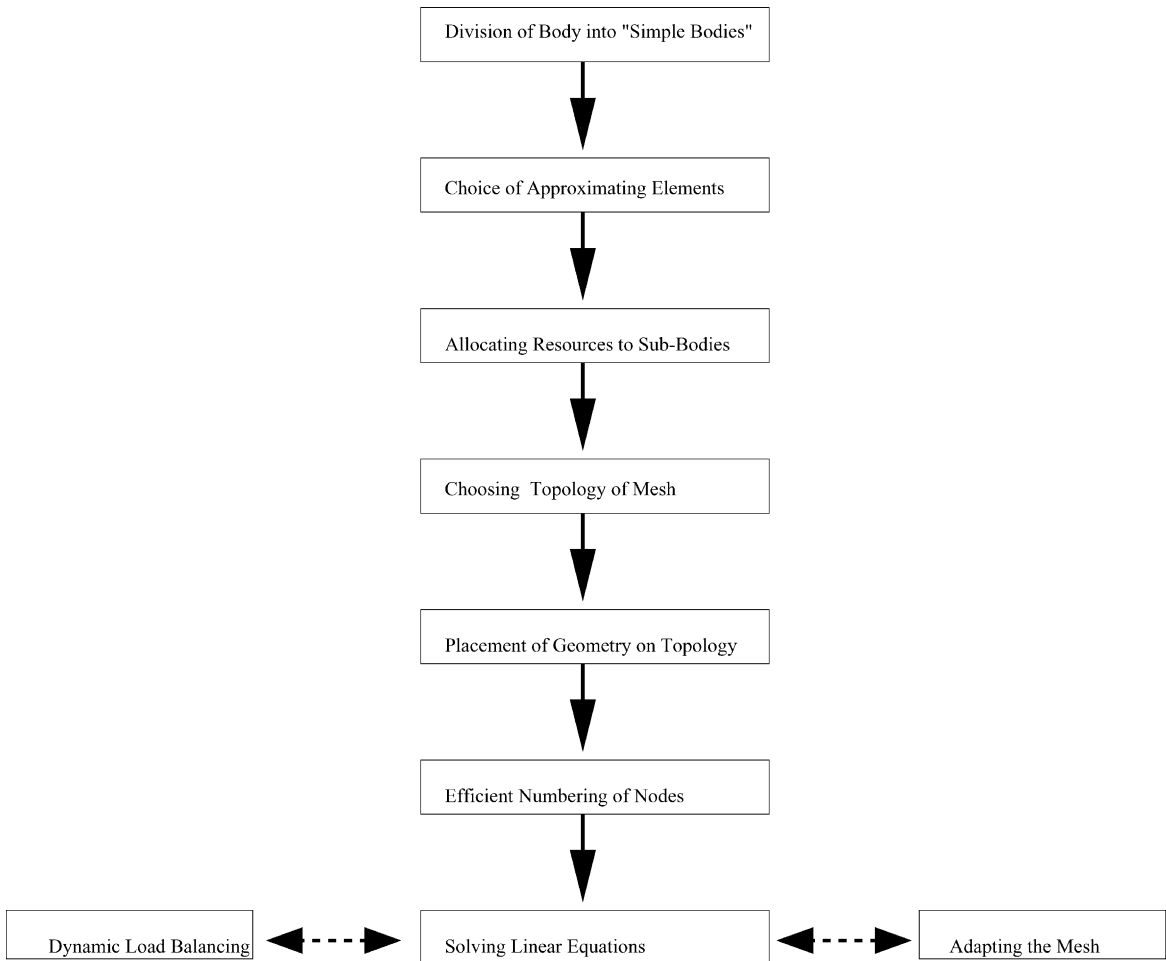 Division of Body into "Simple Bodies"
Choice of Approximating Elements
Allocating Resources to Sub-Bodies
Choosing  Topology of Mesh
Placement of Geometry on Topology
Efficient Numbering of Nodes
Dynamic Load Balancing
Solving Linear Equations
Adapting the Mesh